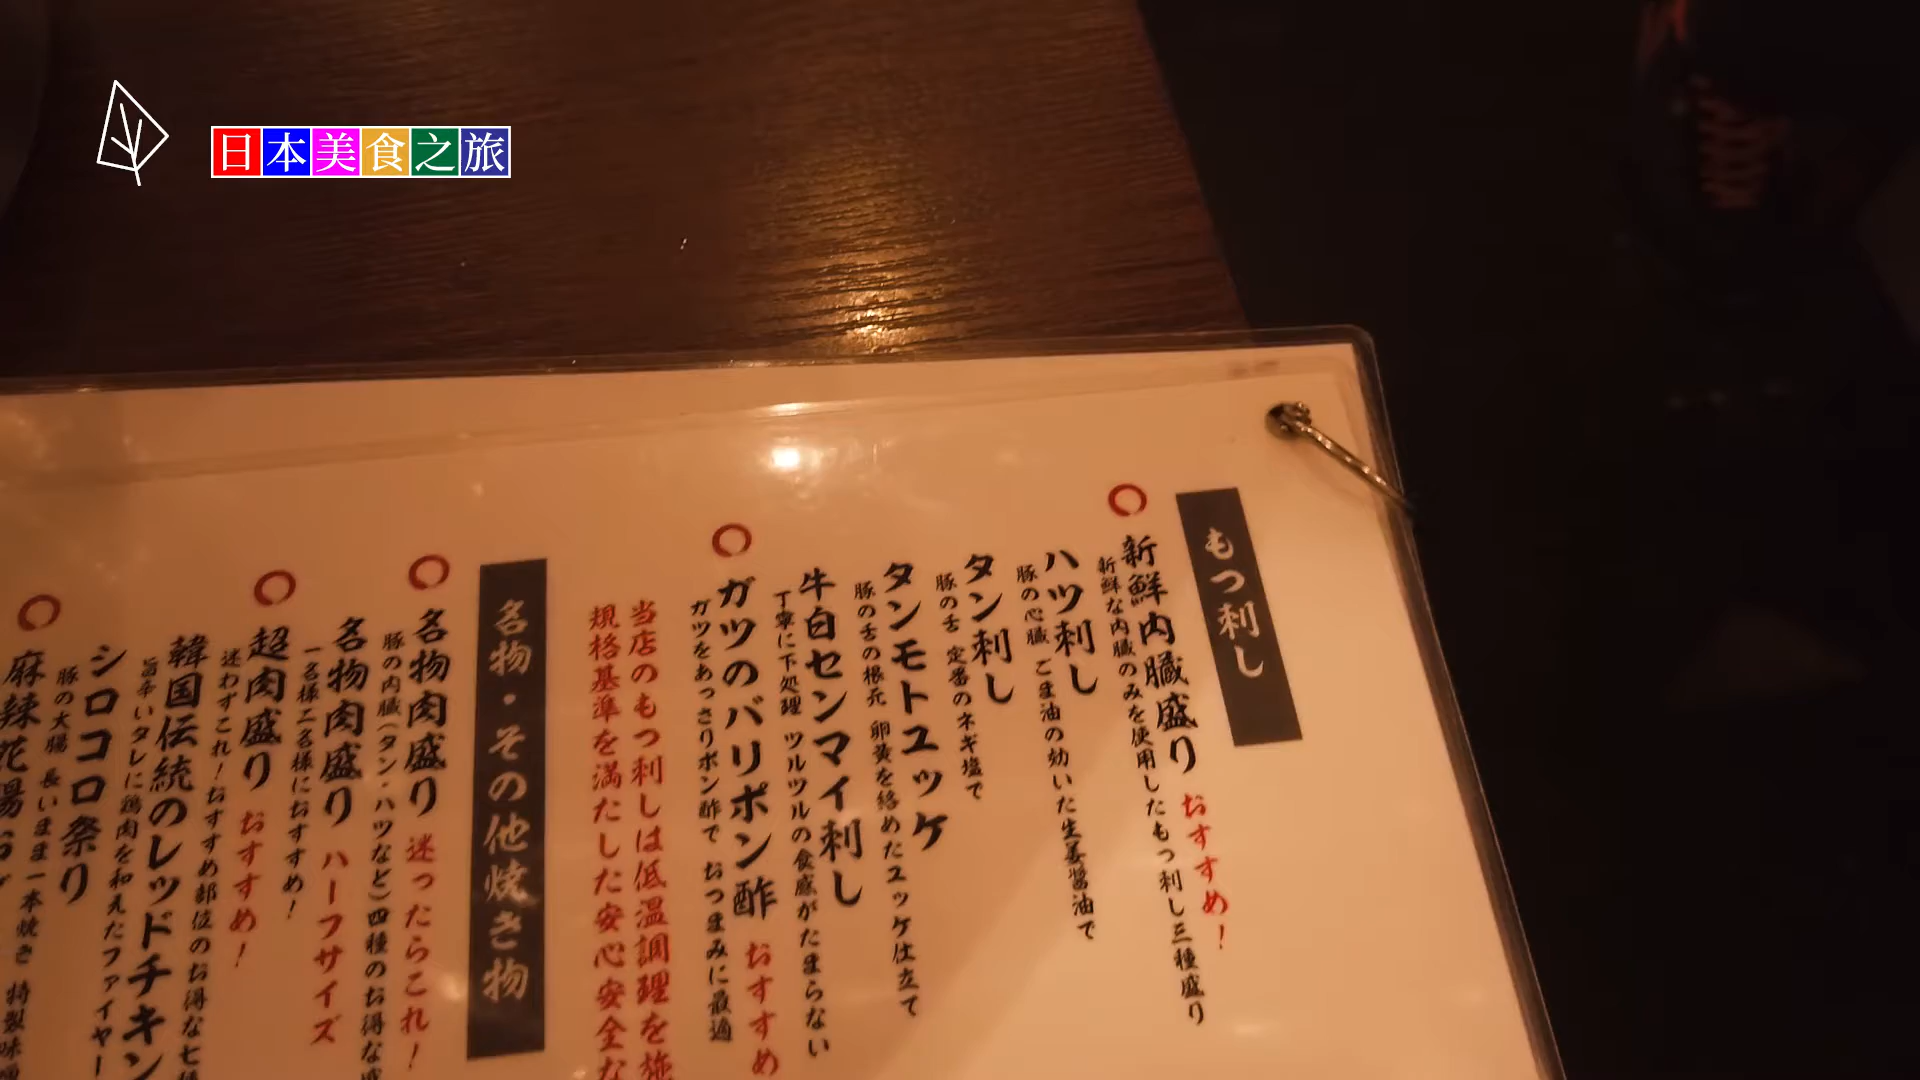 日本美食之旅
もつ刺し
新鮮内臓盛り おすすめ！
新鮮な内臓のみを使用したもつ刺し三種盛り
ハツ刺し
豚の心臓 ごま油の効いた生姜醤油で
タン刺し
豚の舌 定番のネギ塩で
タンモトユッケ
豚の舌の根元 卵黄を絡めたユッケ仕立て
牛白センマイ刺し
丁寧に下処理 ツルツルの食感がたまらない
ガツのバリポン酢 おすすめ
ガツをあっさりポン酢で おつまみに最適
当店のもつ刺しは低温調理を施
規格基準を満たした安心安全な
名物・その他焼き物
名物肉盛り 迷ったらこれ！
豚の内臓（タン・ハツなど）四種のお得な盛
名物肉盛り ハーフサイズ
一名様二名様におすすめ！
超肉盛り おすすめ！
迷わずこれ！おすすめ部位のお得な七種
韓国伝統のレッドチキン
旨辛いタレに鶏肉を和えたファイヤー
シロコロ祭り
豚の大腸 長いまま一本焼き 特製味噌
麻辣花腸